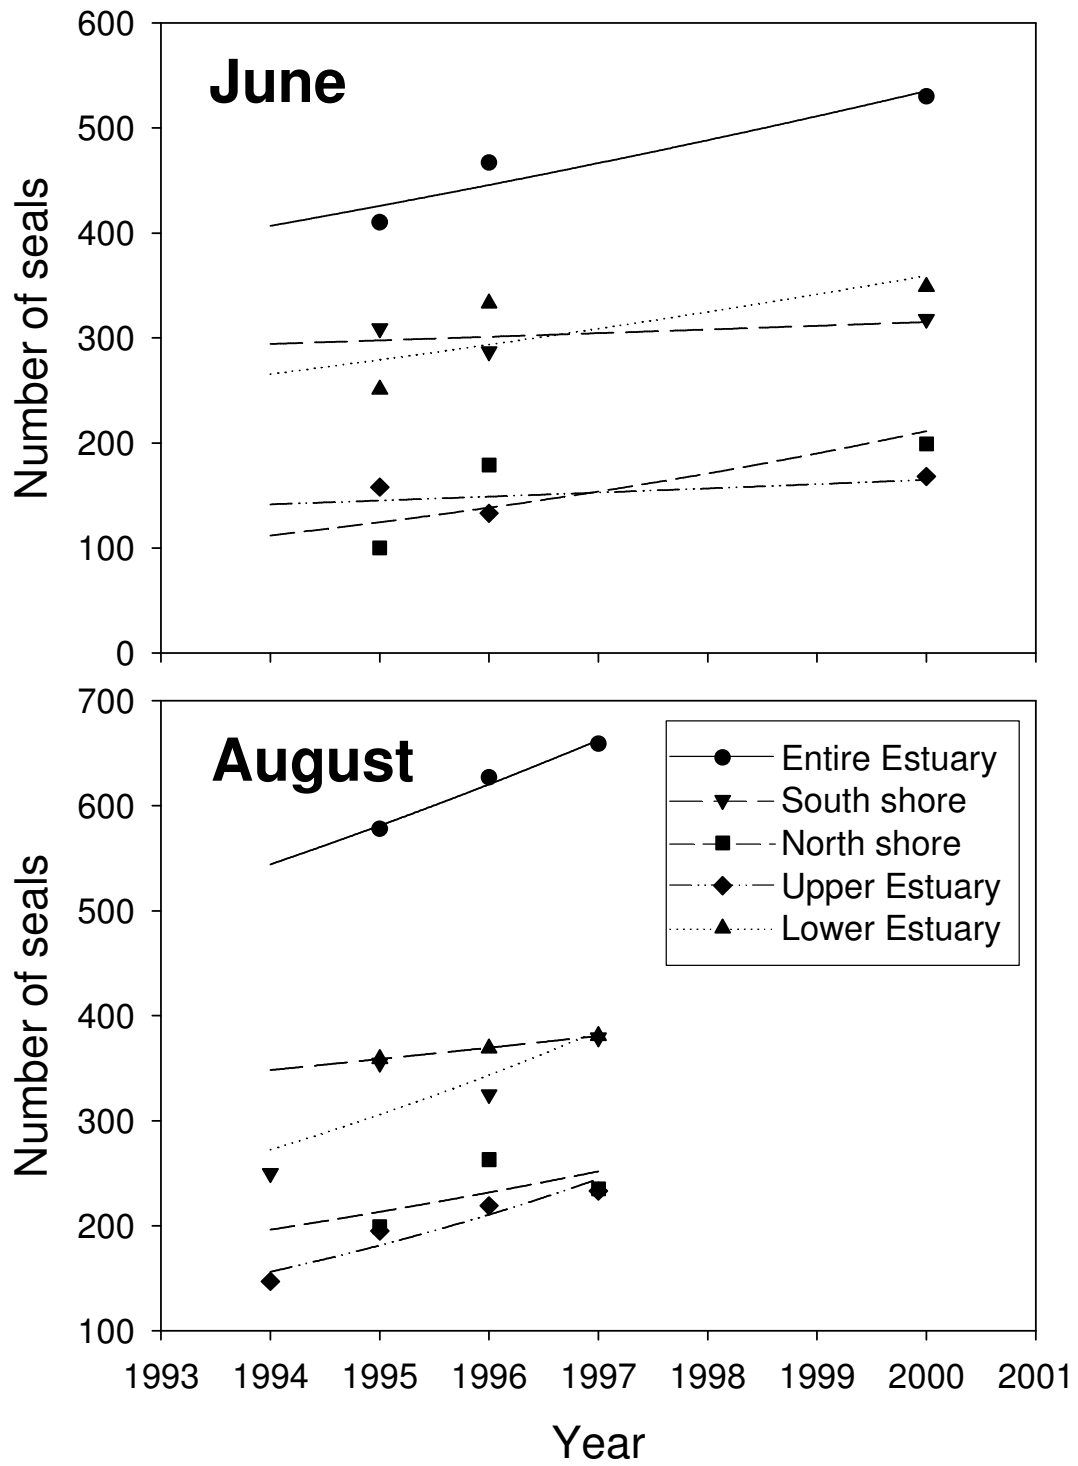 June
Number of seals
600
500
400
300
200
100
0
August
Number of seals
700
600
500
400
300
200
100
Entire Estuary
South shore
North shore
Upper Estuary
Lower Estuary
1993 1994 1995 1996 1997 1998 1999 2000 2001
Year